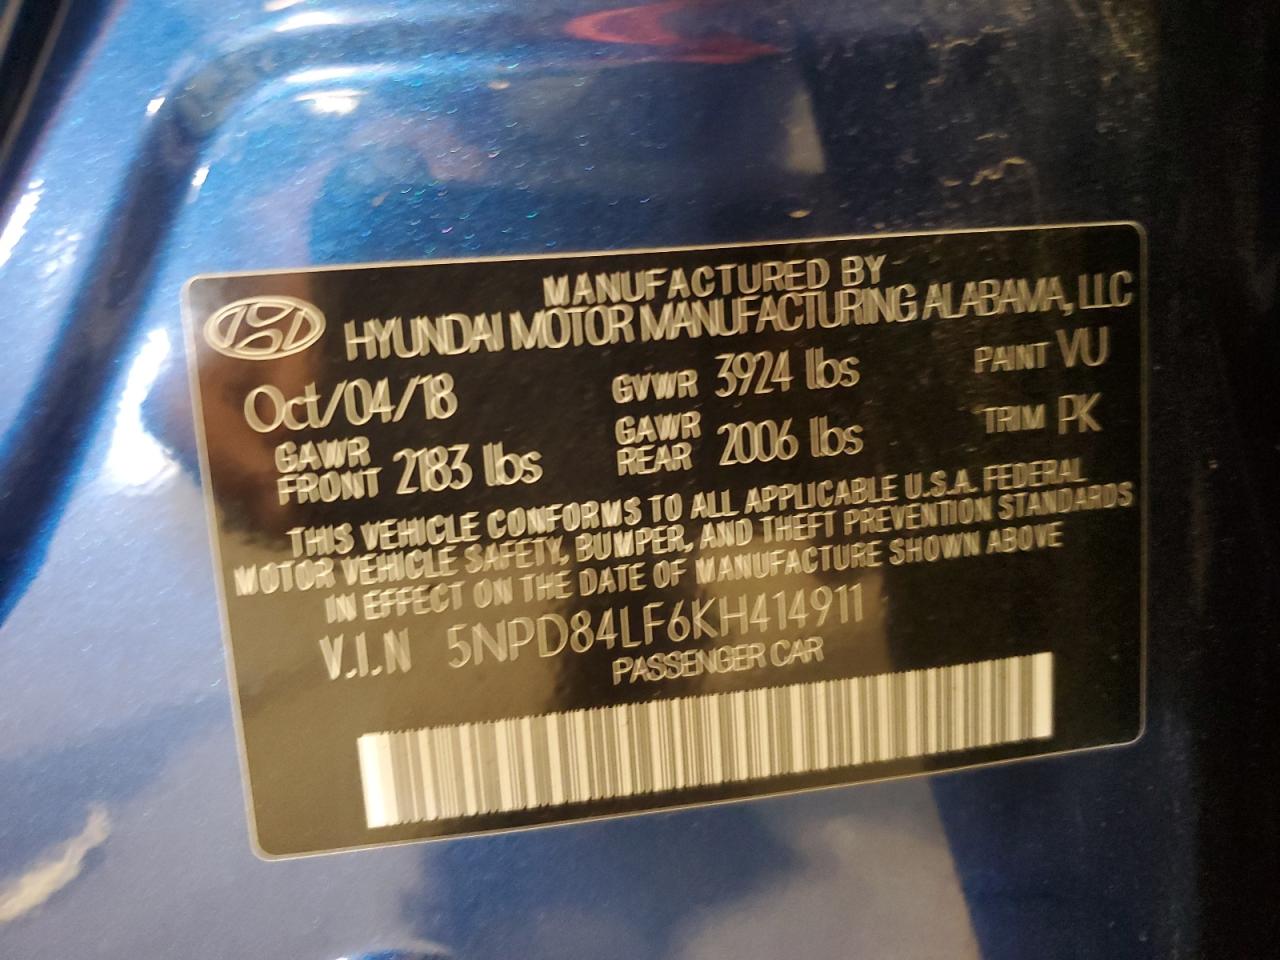 MANUFACTURED BY
HYUNDAI MOTOR MANUFACTURING ALABAMA, LLC
Oct/04/18 GVWR 3924 lbs PAINT VU
GAWR FRONT 2183 lbs GAWR REAR 2006 lbs TRIM PK
THIS VEHICLE CONFORMS TO ALL APPLICABLE U.S.A. FEDERAL
MOTOR VEHICLE SAFETY, BUMPER, AND THEFT PREVENTION STANDARDS
IN EFFECT ON THE DATE OF MANUFACTURE SHOWN ABOVE
V.I.N 5NPD84LF6KH414911
PASSENGER CAR